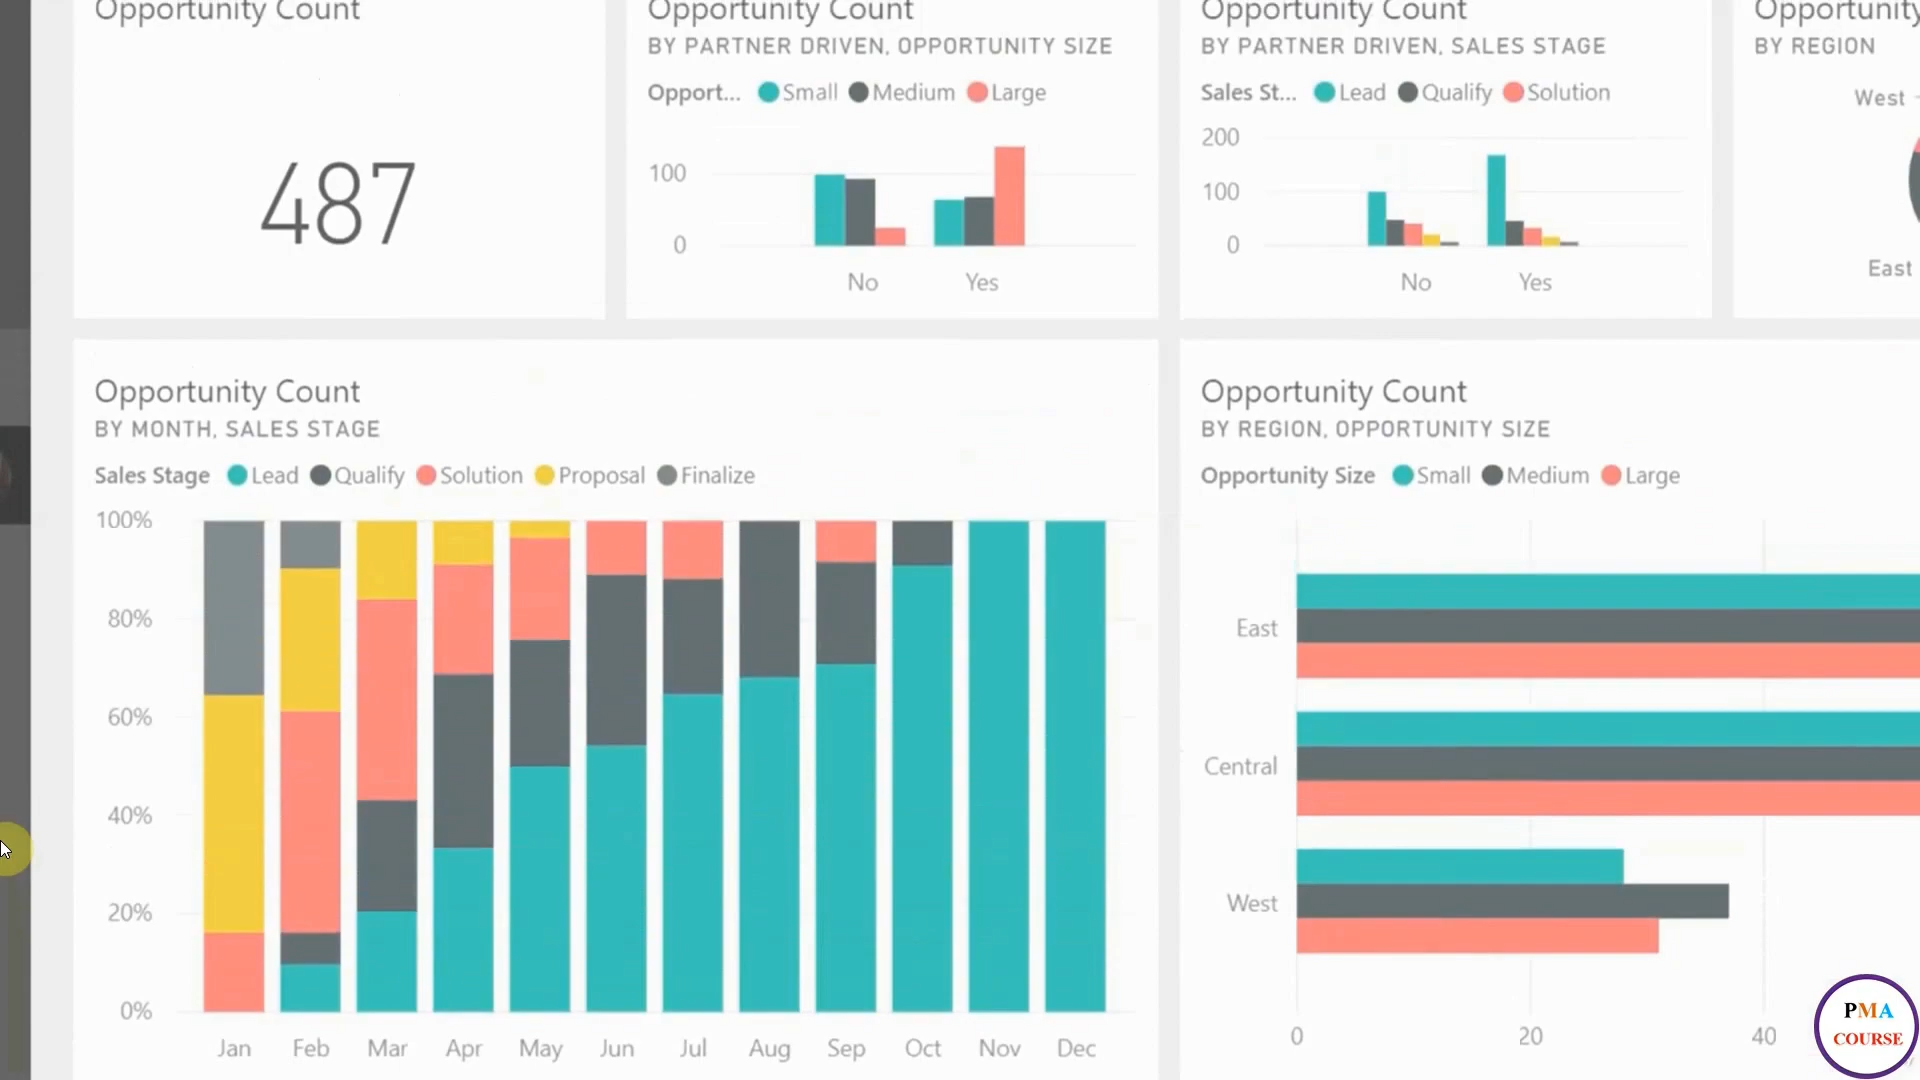 Opportunity Count
487
Opportunity Count
BY PARTNER DRIVEN, OPPORTUNITY SIZE
Opport... Small Medium Large
100
0
No Yes
Opportunity Count
BY PARTNER DRIVEN, SALES STAGE
Sales St... Lead Qualify Solution
200
100
0
No Yes
Opportunity
BY REGION
West
East
Opportunity Count
BY MONTH, SALES STAGE
Sales Stage Lead Qualify Solution Proposal Finalize
100%
80%
60%
40%
20%
0%
Jan Feb Mar Apr May Jun Jul Aug Sep Oct Nov Dec
Opportunity Count
BY REGION, OPPORTUNITY SIZE
Opportunity Size Small Medium Large
East
Central
West
0 20 40
PMA
COURSE